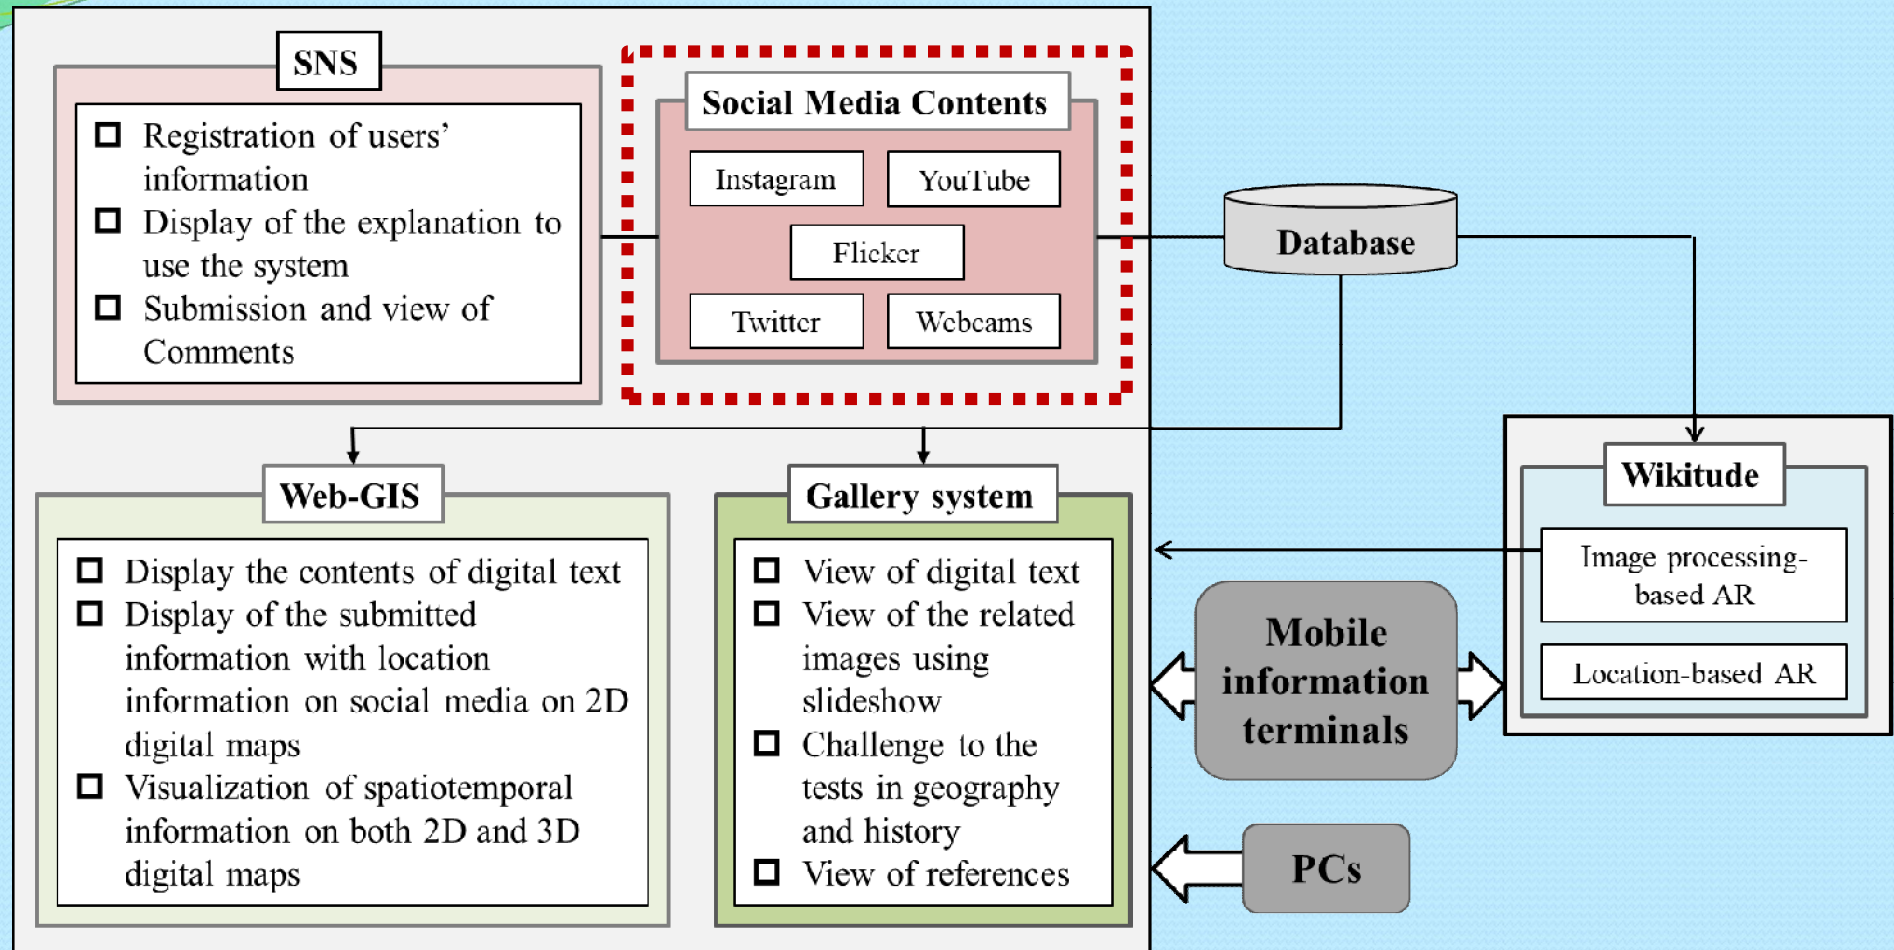 SNS
Registration of users'
information
Display of the explanation to
use the system
Submission and view of
Comments
Social Media Contents
Instagram
YouTube
Flicker
Twitter
Webcams
Database
Web-GIS
Display the contents of digital text
Display of the submitted
information with location
information on social media on 2D
digital maps
Visualization of spatiotemporal
information on both 2D and 3D
digital maps
Gallery system
View of digital text
View of the related
images using
slideshow
Challenge to the
tests in geography
and history
View of references
Wikitude
Image processing-
based AR
Location-based AR
Mobile
information
terminals
PCs